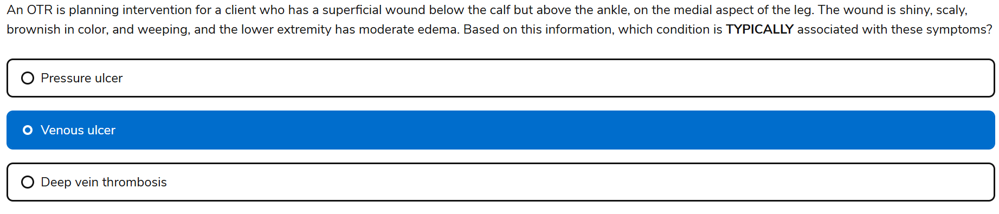 An OTR is planning intervention for a client who has a superficial wound below the calf but above the ankle, on the medial aspect of the leg. The wound is shiny, scaly,
brownish in color, and weeping, and the lower extremity has moderate edema. Based on this information, which condition is TYPICALLY associated with these symptoms?
Pressure ulcer
Venous ulcer
Deep vein thrombosis